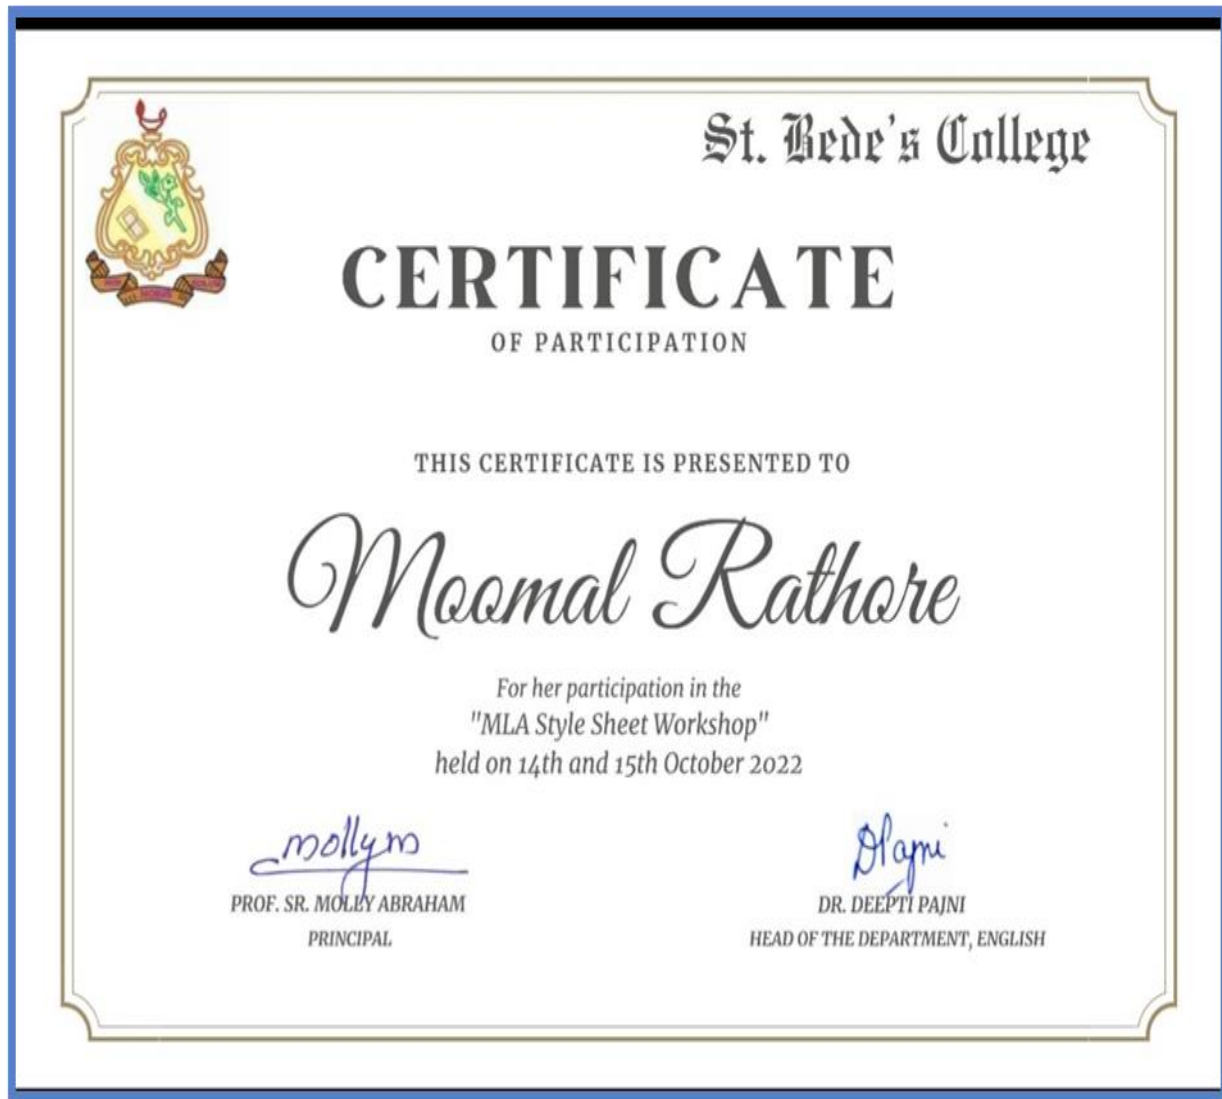 St. Bede's College
CERTIFICATE
OF PARTICIPATION
THIS CERTIFICATE IS PRESENTED TO
Moomal Rathore
For her participation in the
"MLA Style Sheet Workshop"
held on 14th and 15th October 2022
mollym
DPajni
PROF. SR. MOLLY ABRAHAM
DR. DEEPTI PAJNI
PRINCIPAL
HEAD OF THE DEPARTMENT, ENGLISH